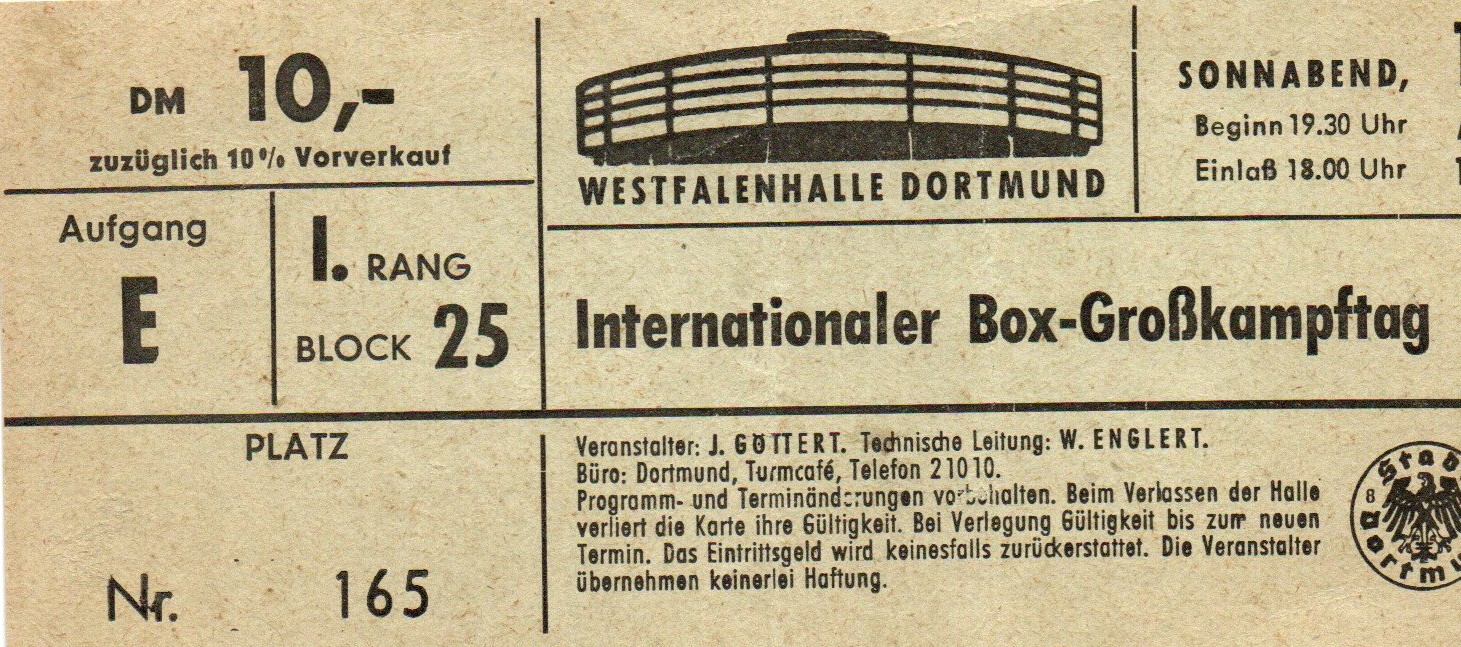 DM 10,-
zuzüglich 10% Vorverkauf
Aufgang
E
I. RANG
BLOCK 25
PLATZ
Nr. 165
WESTFALENHALLE DORTMUND
SONNABEND,
Beginn 19.30 Uhr
Einlaß 18.00 Uhr
Internationaler Box-Großkampftag
Veranstalter: J. GÖTTERT. Technische Leitung: W. ENGLERT.
Büro: Dortmund, Turmcafé, Telefon 21010.
Programm- und Terminänderungen vorbehalten. Beim Verlassen der Halle
verliert die Karte ihre Gültigkeit. Bei Verlegung Gültigkeit bis zum neuen
Termin. Das Eintrittsgeld wird keinesfalls zurückerstattet. Die Veranstalter
übernehmen keinerlei Haftung.
8